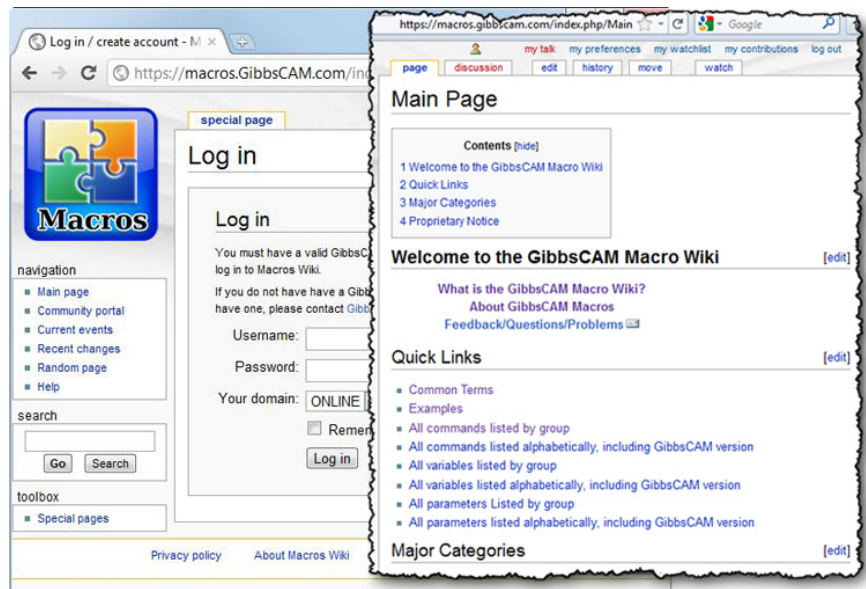 Log in / create account - M
https://macros.GibbsCAM.com/in
Macros
navigation
Main page
Community portal
Current events
Recent changes
Random page
Help
search
Go Search
toolbox
Special pages
special page
Log in
Log in
You must have a valid GibbsC
log in to Macros Wiki.
If you do not have have a Gibb
have one, please contact Gibb
Username:
Password:
Your domain: ONLINE
Remem
Log in
Privacy policy About Macros Wiki
https://macros.gibbscam.com/index.php/Main Google
my talk my preferences my watchlist my contributions log out
page discussion edit history move watch
Main Page
Contents [hide]
1 Welcome to the GibbsCAM Macro Wiki
2 Quick Links
3 Major Categories
4 Proprietary Notice
Welcome to the GibbsCAM Macro Wiki [edit]
What is the GibbsCAM Macro Wiki?
About GibbsCAM Macros
Feedback/Questions/Problems
Quick Links [edit]
Common Terms
Examples
All commands listed by group
All commands listed alphabetically, including GibbsCAM version
All variables listed by group
All variables listed alphabetically, including GibbsCAM version
All parameters Listed by group
All parameters listed alphabetically, including GibbsCAM version
Major Categories [edit]